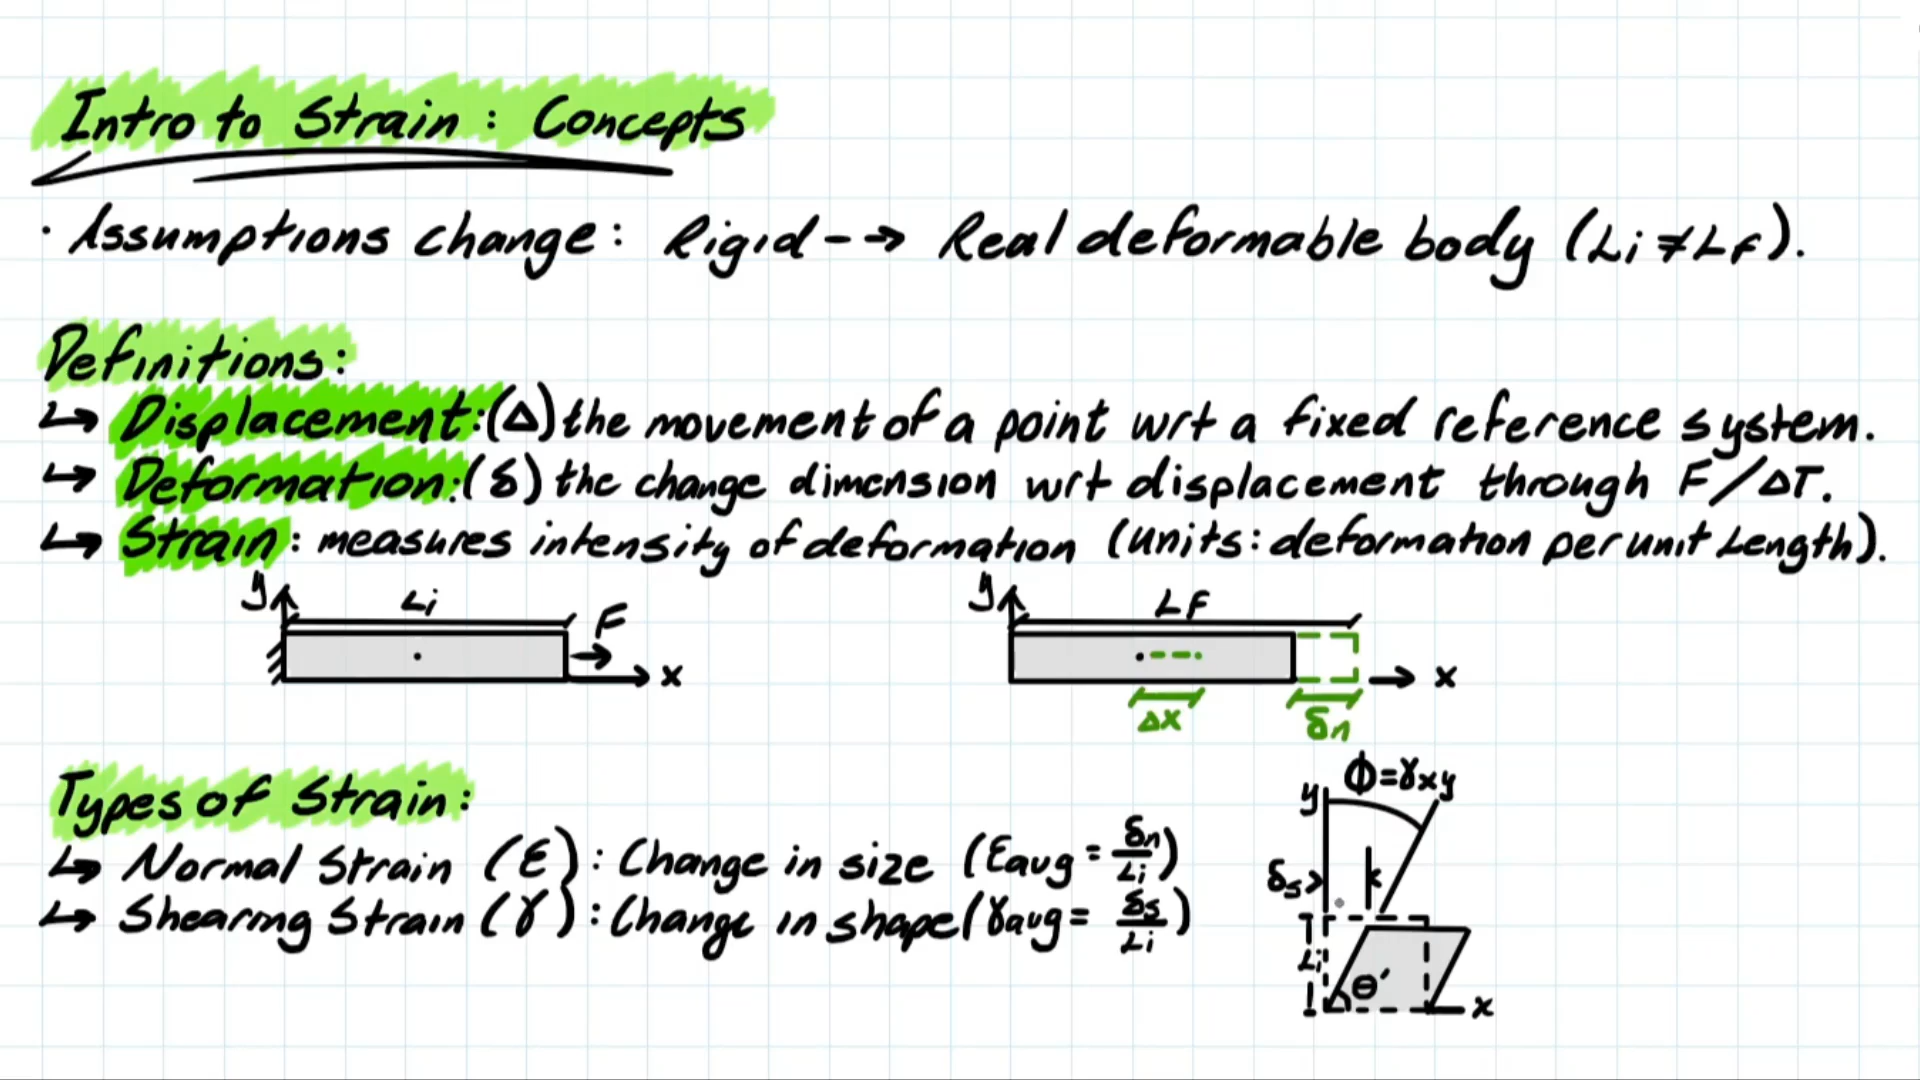 Intro to Strain: Concepts
· Assumptions change: Rigid --> Real deformable body (Li ≠ LF).
Definitions:
↳ Displacement: (Δ) the movement of a point wrt a fixed reference system.
↳ Deformation: (δ) the change dimension wrt displacement through F/ΔT.
↳ Strain: measures intensity of deformation (units: deformation per unit Length).
y Li F x
y LF x
Δx δn
Types of Strain:
↳ Normal Strain (ε): Change in size (εavg = δn/Li)
↳ Shearing Strain (γ): Change in shape (γavg = δs/Li)
y Φ=γxy
δs
Li θ' x